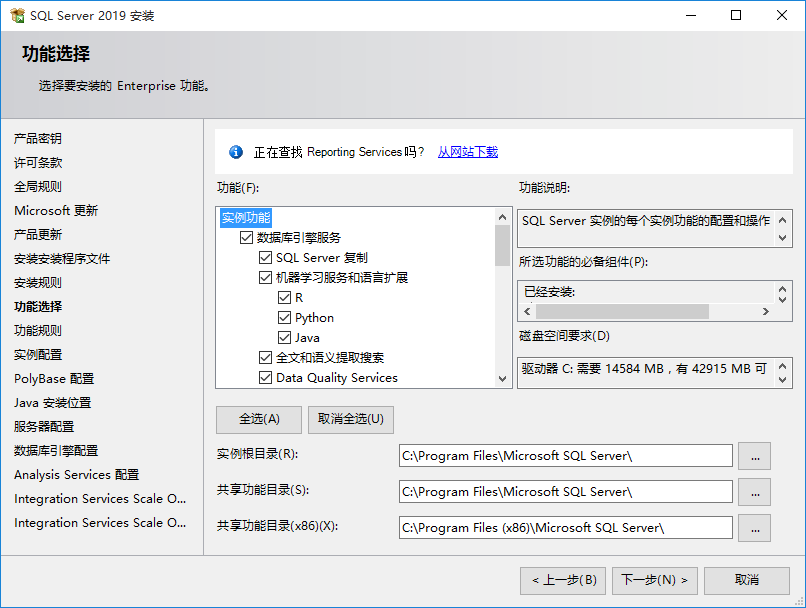 SQL Server 2019 安装
功能选择
选择要安装的 Enterprise 功能。
产品密钥
许可条款
全局规则
Microsoft 更新
产品更新
安装安装程序文件
安装规则
功能选择
功能规则
实例配置
PolyBase 配置
Java 安装位置
服务器配置
数据库引擎配置
Analysis Services 配置
Integration Services Scale O...
Integration Services Scale O...
正在查找 Reporting Services 吗? 从网站下载
功能(F):
实例功能
数据库引擎服务
SQL Server 复制
机器学习服务和语言扩展
R
Python
Java
全文和语义提取搜索
Data Quality Services
功能说明:
SQL Server 实例的每个实例功能的配置和操作
所选功能的必备组件(P):
已经安装:
磁盘空间要求(D)
驱动器 C: 需要 14584 MB，有 42915 MB 可
全选(A)
取消全选(U)
实例根目录(R):
C:\Program Files\Microsoft SQL Server\
...
共享功能目录(S):
C:\Program Files\Microsoft SQL Server\
...
共享功能目录(x86)(X):
C:\Program Files (x86)\Microsoft SQL Server\
...
< 上一步(B)
下一步(N) >
取消